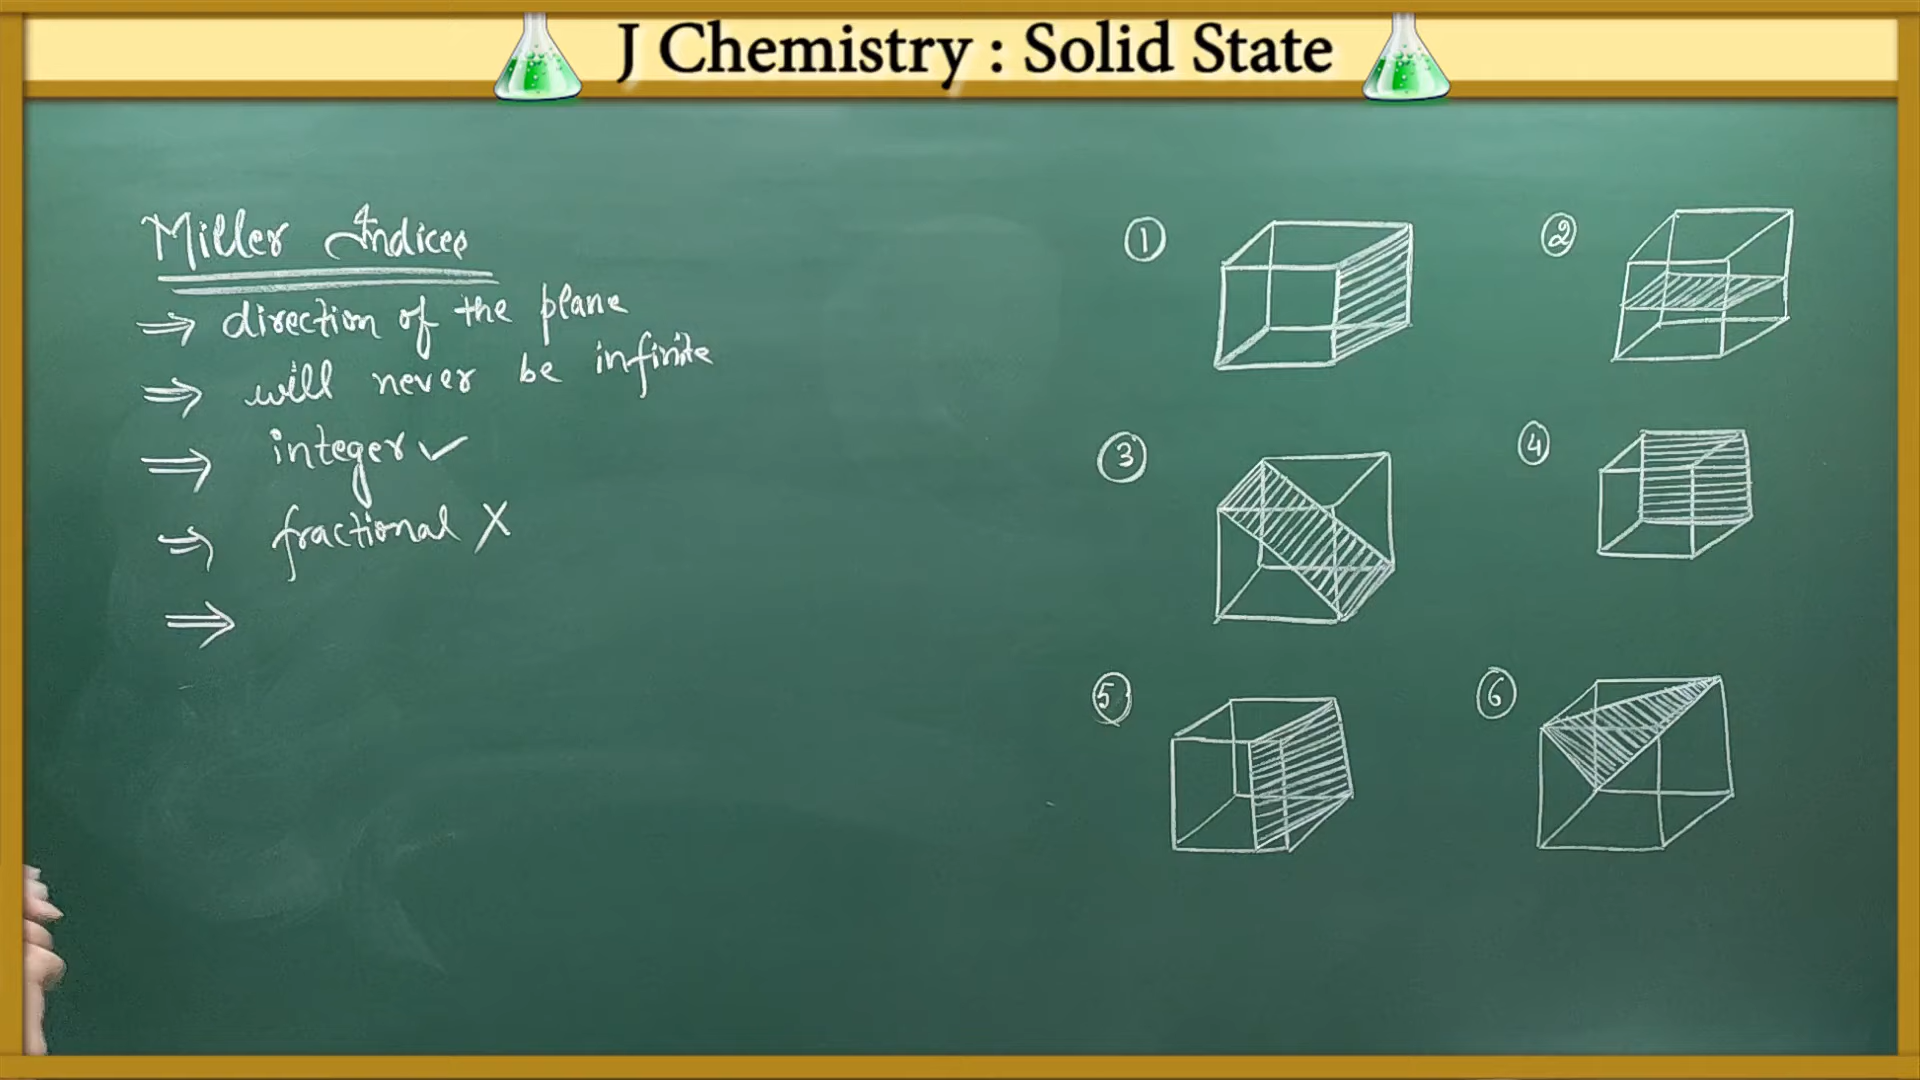 J Chemistry : Solid State
Miller Indices
⇒ direction of the plane
⇒ will never be infinite
⇒ integer ✓
⇒ fractional X
⇒
①
②
③
④
⑤
⑥